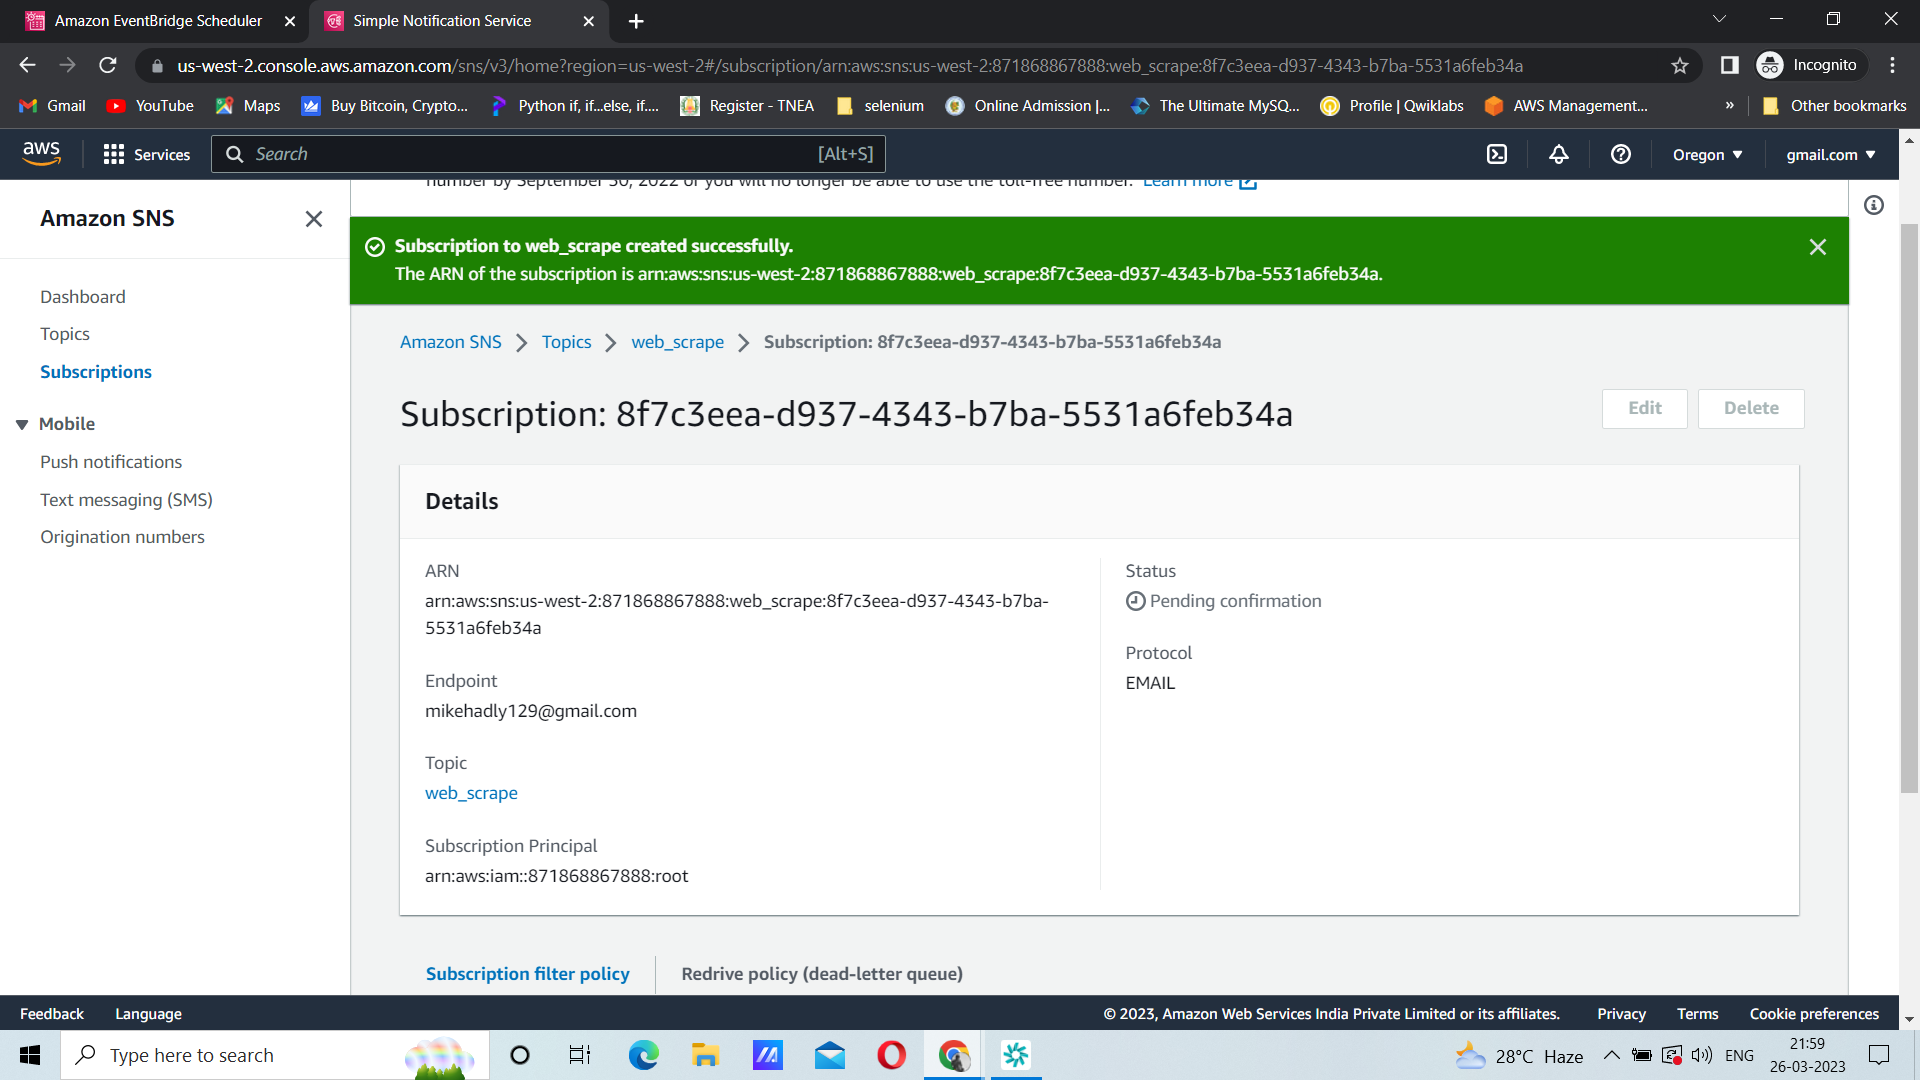 Amazon EventBridge Scheduler
Simple Notification Service
us-west-2.console.aws.amazon.com/sns/v3/home?region=us-west-2#/subscription/arn:aws:sns:us-west-2:871868867888:web_scrape:8f7c3eea-d937-4343-b7ba-5531a6feb34a
Incognito
Gmail
YouTube
Maps
Buy Bitcoin, Crypto...
Python if, if...else, if....
Register - TNEA
selenium
Online Admission |...
The Ultimate MySQ...
Profile | Qwiklabs
AWS Management...
»
Other bookmarks
aws
Services
Search
[Alt+S]
Oregon
gmail.com
number by September 30, 2022 or you will no longer be able to use the toll-free number. Learn more
Amazon SNS
Dashboard
Topics
Subscriptions
Mobile
Push notifications
Text messaging (SMS)
Origination numbers
Subscription to web_scrape created successfully.
The ARN of the subscription is arn:aws:sns:us-west-2:871868867888:web_scrape:8f7c3eea-d937-4343-b7ba-5531a6feb34a.
Amazon SNS
Topics
web_scrape
Subscription: 8f7c3eea-d937-4343-b7ba-5531a6feb34a
Subscription: 8f7c3eea-d937-4343-b7ba-5531a6feb34a
Edit
Delete
Details
ARN
arn:aws:sns:us-west-2:871868867888:web_scrape:8f7c3eea-d937-4343-b7ba-
5531a6feb34a
Endpoint
mikehadly129@gmail.com
Topic
web_scrape
Subscription Principal
arn:aws:iam::871868867888:root
Status
Pending confirmation
Protocol
EMAIL
Subscription filter policy
Redrive policy (dead-letter queue)
Feedback
Language
© 2023, Amazon Web Services India Private Limited or its affiliates.
Privacy
Terms
Cookie preferences
Type here to search
28°C Haze
ENG
21:59
26-03-2023